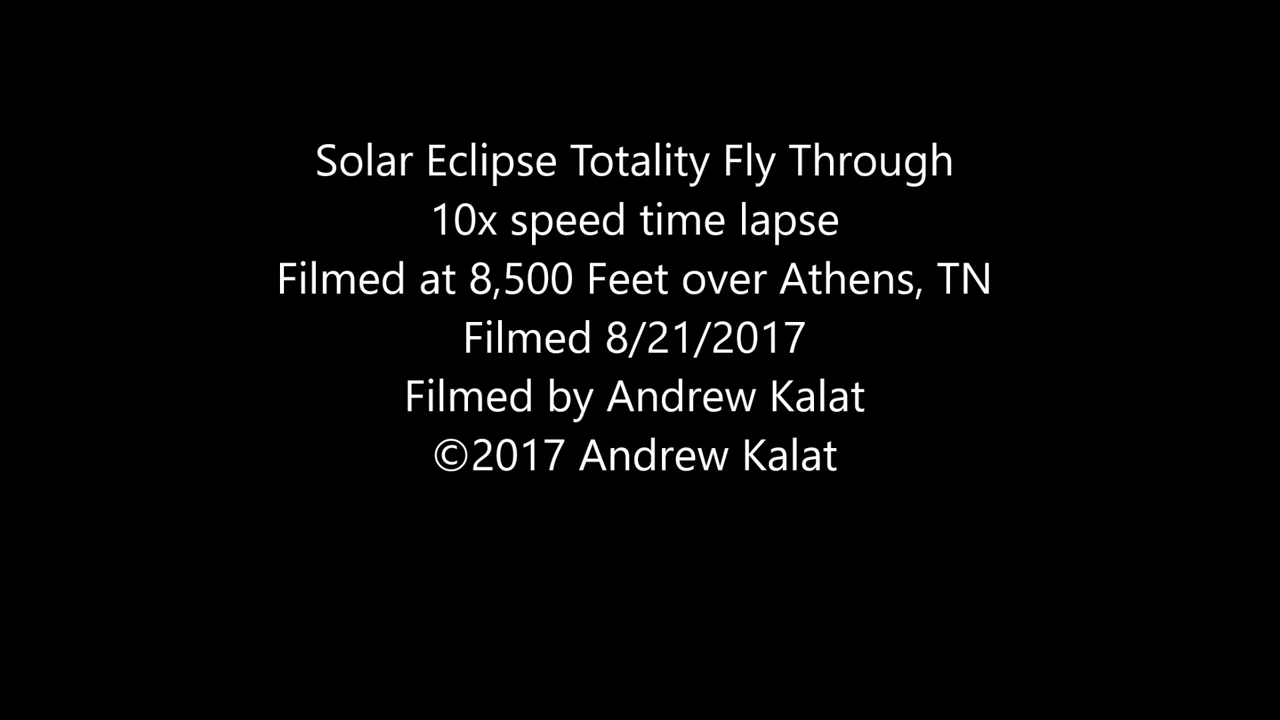 Solar Eclipse Totality Fly Through
10x speed time lapse
Filmed at 8,500 Feet over Athens, TN
Filmed 8/21/2017
Filmed by Andrew Kalat
©2017 Andrew Kalat